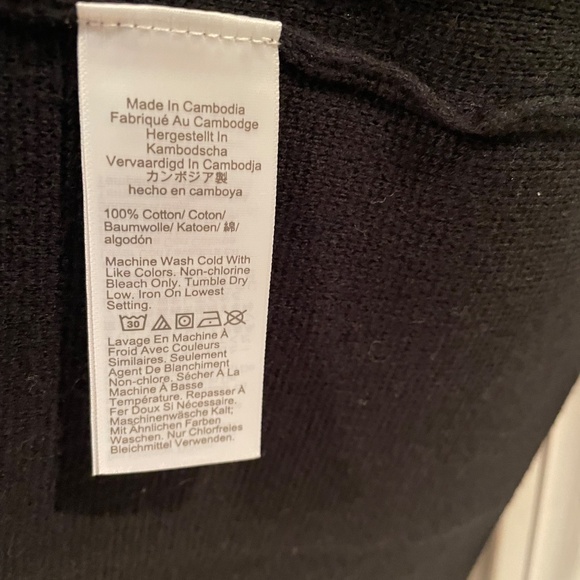 Made In Cambodia
Fabriqué Au Cambodge
Hergestellt In
Kambodscha
Vervaardigd In Cambodja
カンボジア製
hecho en camboya
100% Cotton/ Coton/
Baumwolle/ Katoen/ 綿/
algodón
Machine Wash Cold With
Like Colors. Non-chlorine
Bleach Only. Tumble Dry
Low. Iron On Lowest
Setting.
30
Lavage En Machine À
Froid Avec Couleurs
Similaires. Seulement
Agent De Blanchiment
Non-chlore. Sécher À La
Machine À Basse
Température. Repasser À
Fer Doux Si Nécessaire.
Maschinenwäsche Kalt;
Mit Ähnlichen Farben
Waschen. Nur Chlorfreies
Bleichmittel Verwenden.